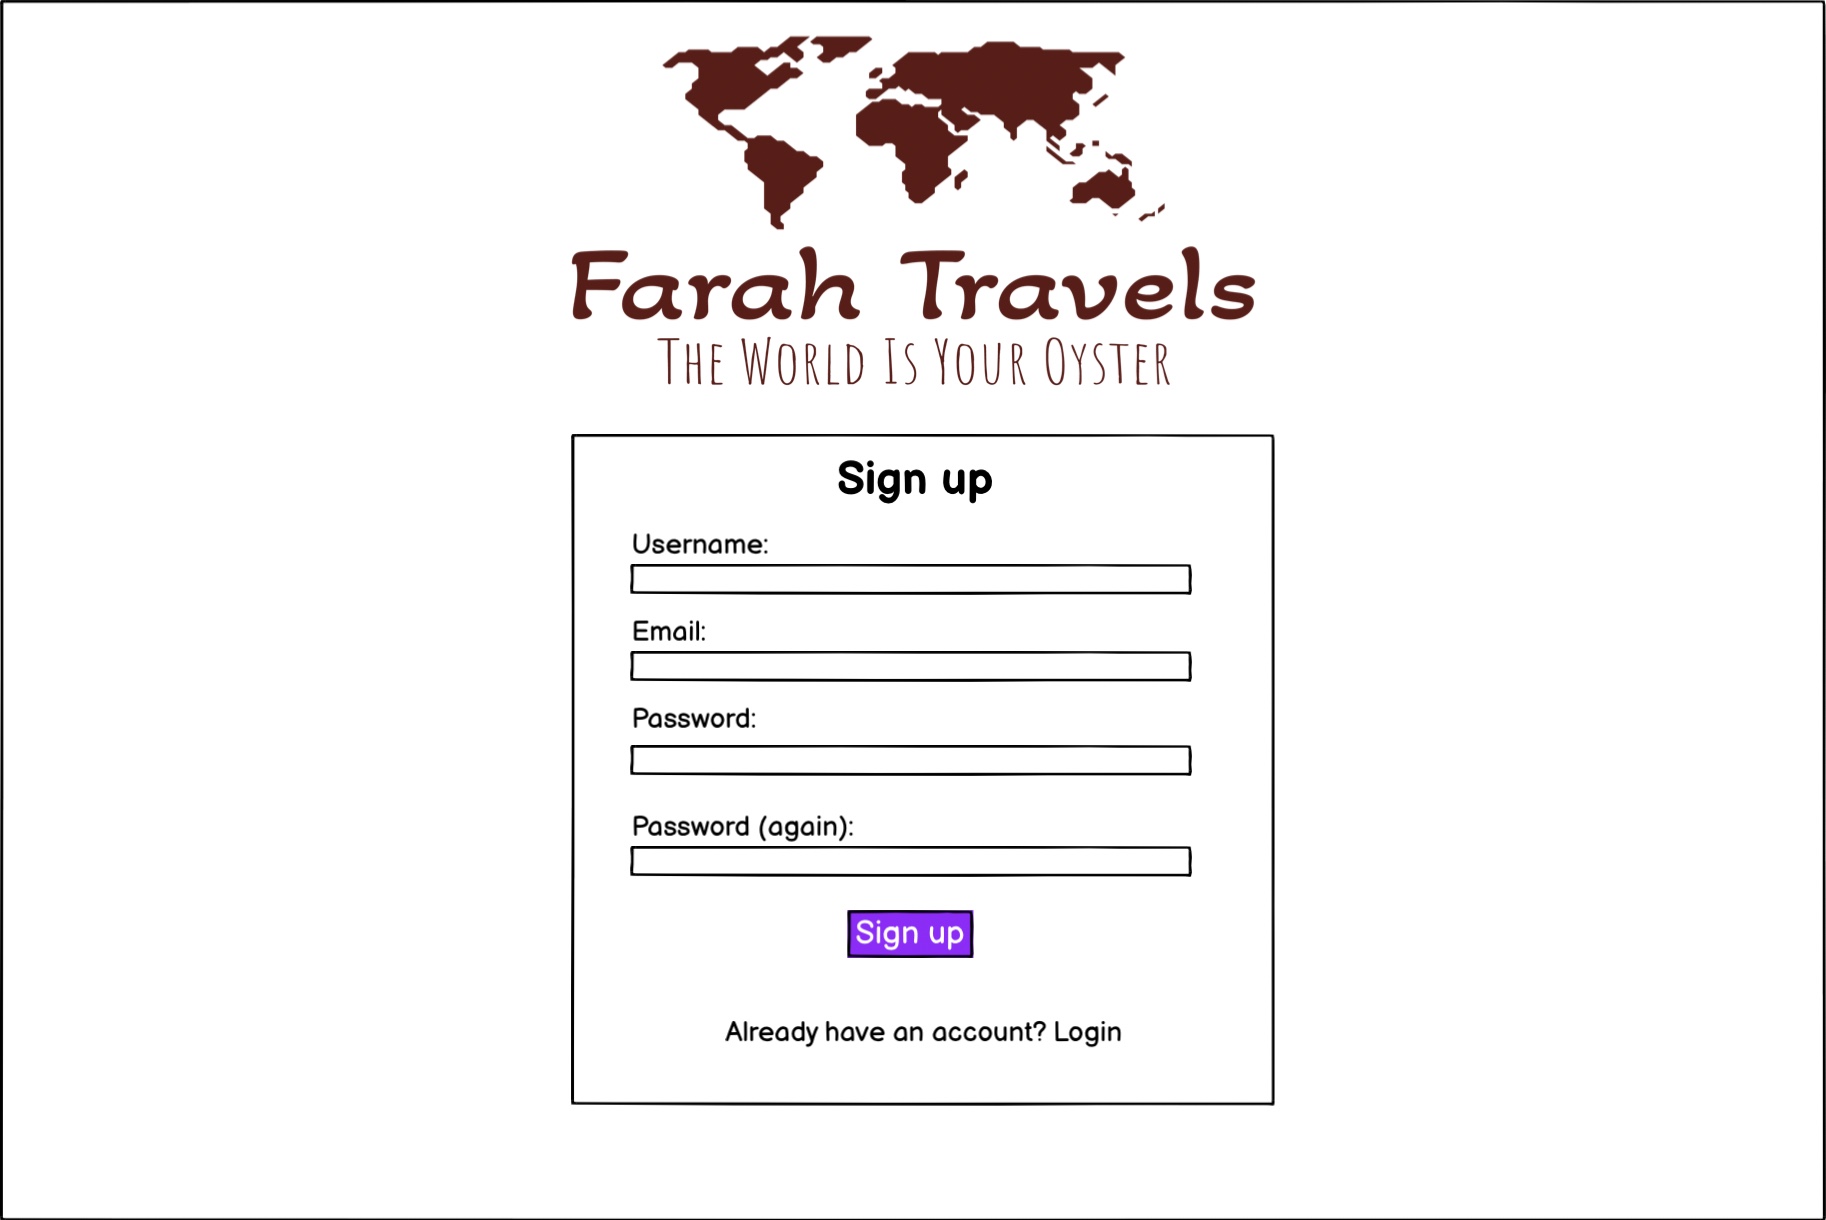 Farah Travels
The World Is Your Oyster
Sign up
Username:
Email:
Password:
Password (again):
Sign up
Already have an account? Login